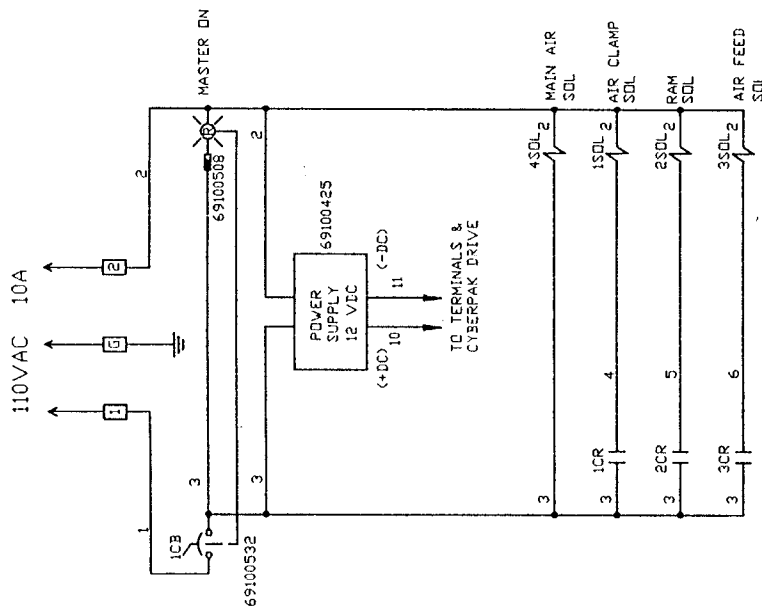 110VAC 10A
1
G
2
1
2
1CB
69100532
3
69100508
R
MASTER ON
3
2
POWER
SUPPLY
12 VDC
69100425
(+DC)
10
11
(-DC)
TO TERMINALS &
CYBERPAK DRIVE
3
4SOL
2
MAIN AIR
SOL
3
1CR
4
1SOL
2
AIR CLAMP
SOL
3
2CR
5
2SOL
2
RAM
SOL
3
3CR
6
3SOL
2
AIR FEED
SOL